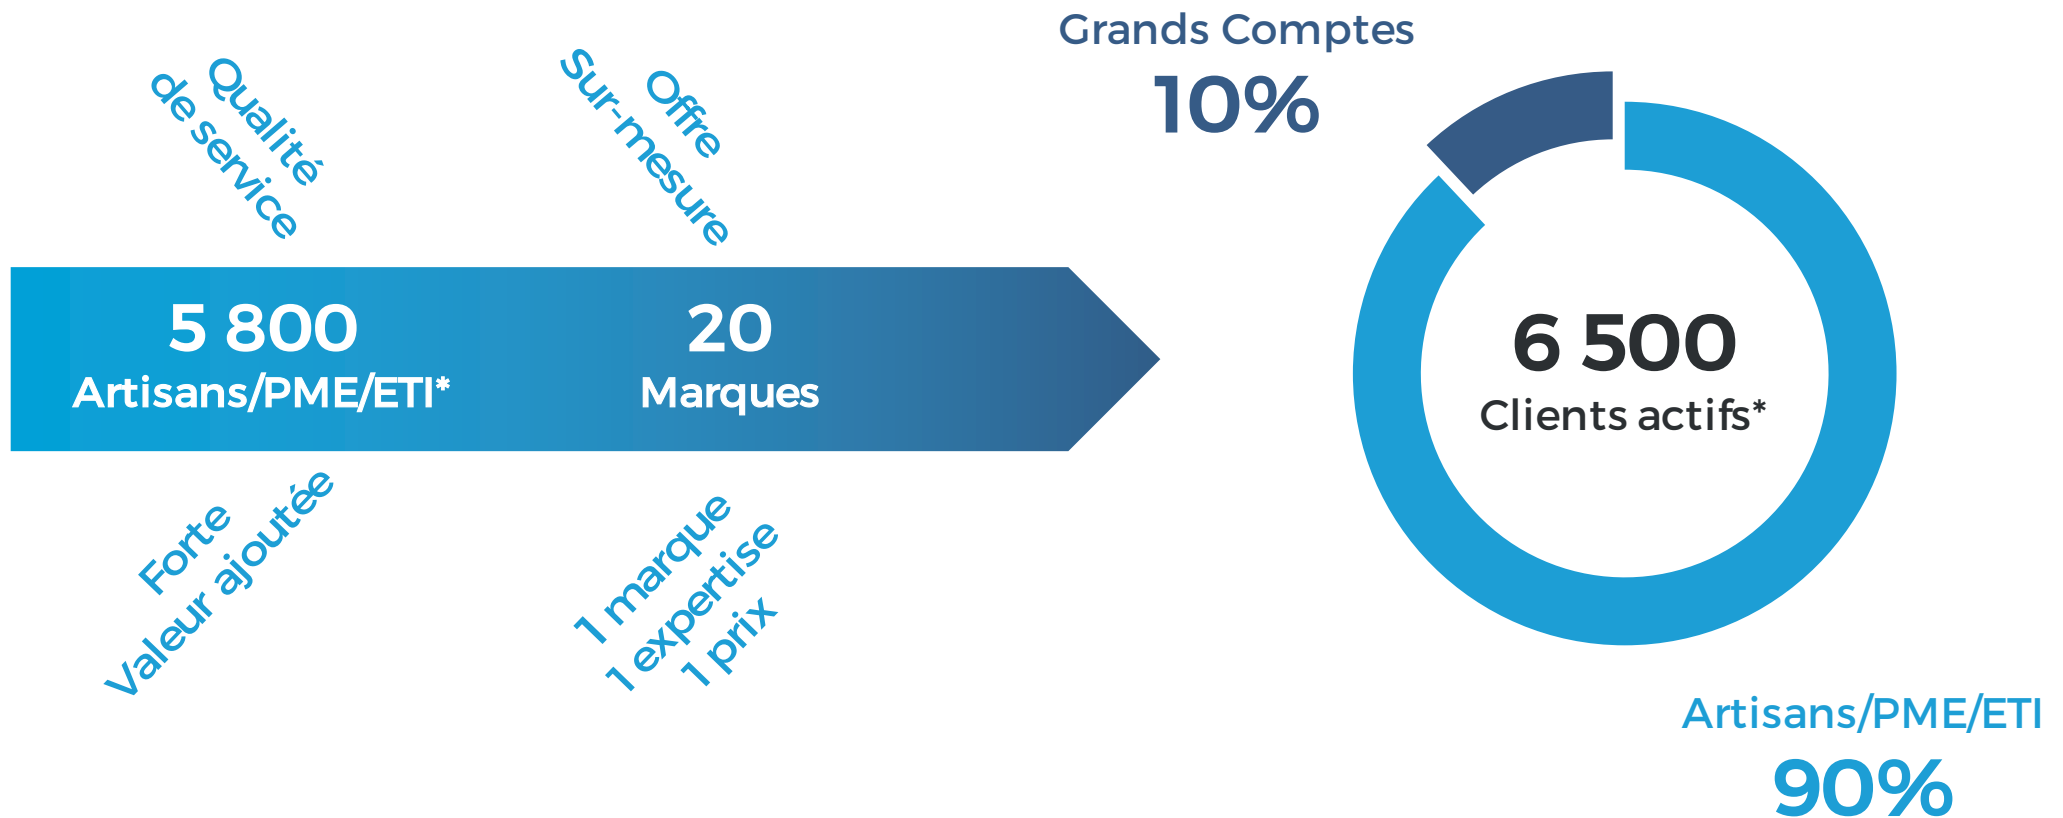 Qualité
de service
Offre
Sur-mesure
5 800
Artisans/PME/ETI*
20
Marques
Forte
Valeur ajoutée
1 marque
1 expertise
1 prix
Grands Comptes
10%
6 500
Clients actifs*
Artisans/PME/ETI
90%